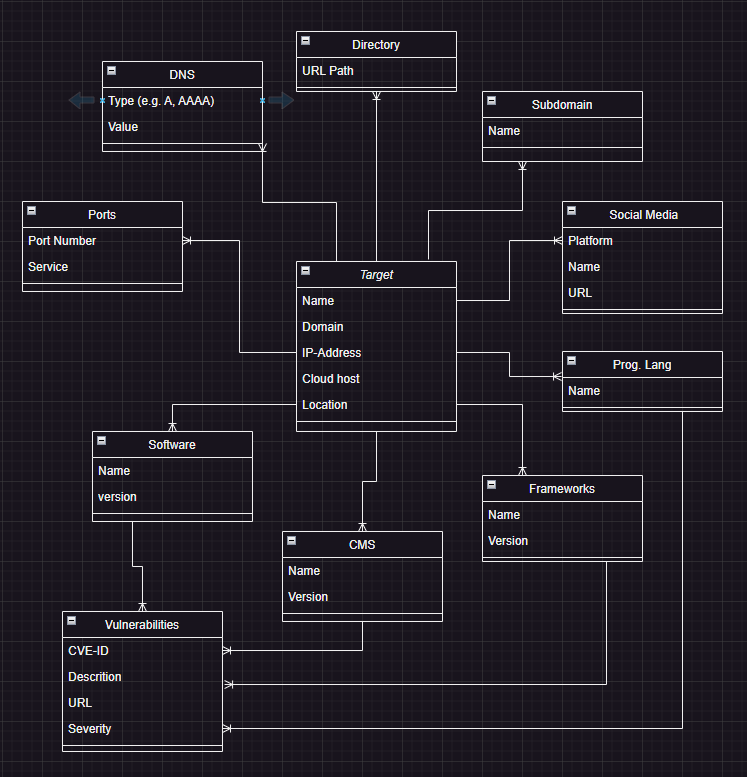 Directory
URL Path
DNS
Type (e.g. A, AAAA)
Value
Subdomain
Name
Ports
Port Number
Service
Social Media
Platform
Name
URL
Target
Name
Domain
IP-Address
Cloud host
Location
Prog. Lang
Name
Software
Name
version
Frameworks
Name
Version
CMS
Name
Version
Vulnerabilities
CVE-ID
Descrition
URL
Severity